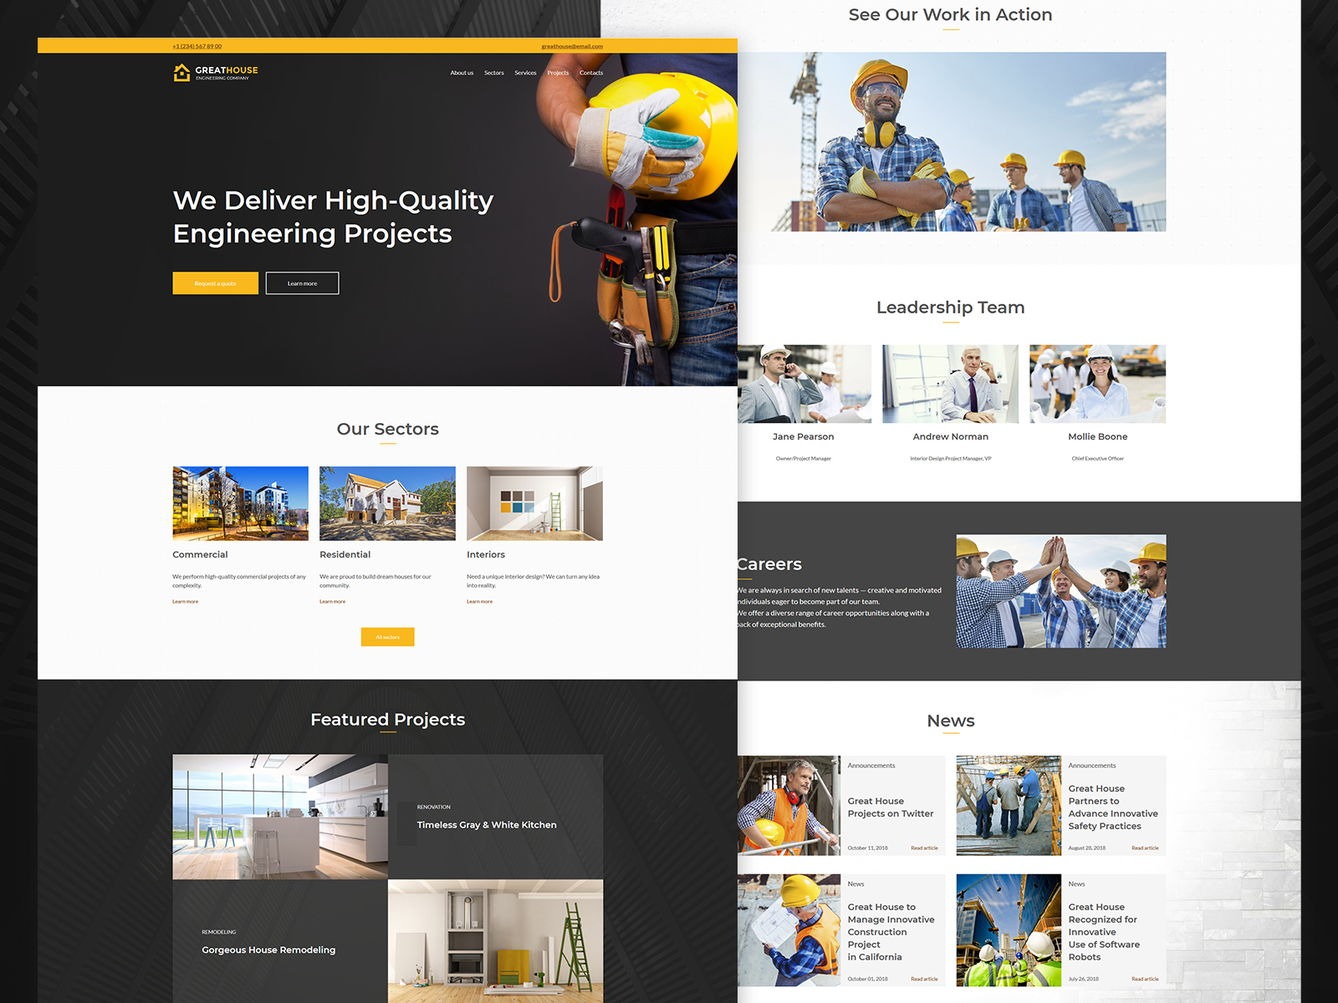 +1 (234) 567 89 00
greathouse@email.com
GREATHOUSE
ENGINEERING COMPANY
About us
Sectors
Services
Projects
Contacts
We Deliver High-Quality
Engineering Projects
Request a quote
Learn more
Our Sectors
Commercial
We perform high-quality commercial projects of any
complexity.
Learn more
Residential
We are proud to build dream houses for our
community.
Learn more
Interiors
Need a unique interior design? We can turn any idea
into reality.
Learn more
All sectors
Featured Projects
RENOVATION
Timeless Gray & White Kitchen
REMODELING
Gorgeous House Remodeling
See Our Work in Action
Leadership Team
Jane Pearson
Owner/Project Manager
Andrew Norman
Interior Design Project Manager, VP
Mollie Boone
Chief Executive Officer
Careers
We are always in search of new talents — creative and motivated
individuals eager to become part of our team.
We offer a diverse range of career opportunities along with a
pack of exceptional benefits.
News
Announcements
Great House
Projects on Twitter
October 11, 2018
Read article
Announcements
Great House
Partners to
Advance Innovative
Safety Practices
August 28, 2018
Read article
News
Great House to
Manage Innovative
Construction
Project
in California
October 01, 2018
Read article
News
Great House
Recognized for
Innovative
Use of Software
Robots
July 26, 2018
Read article